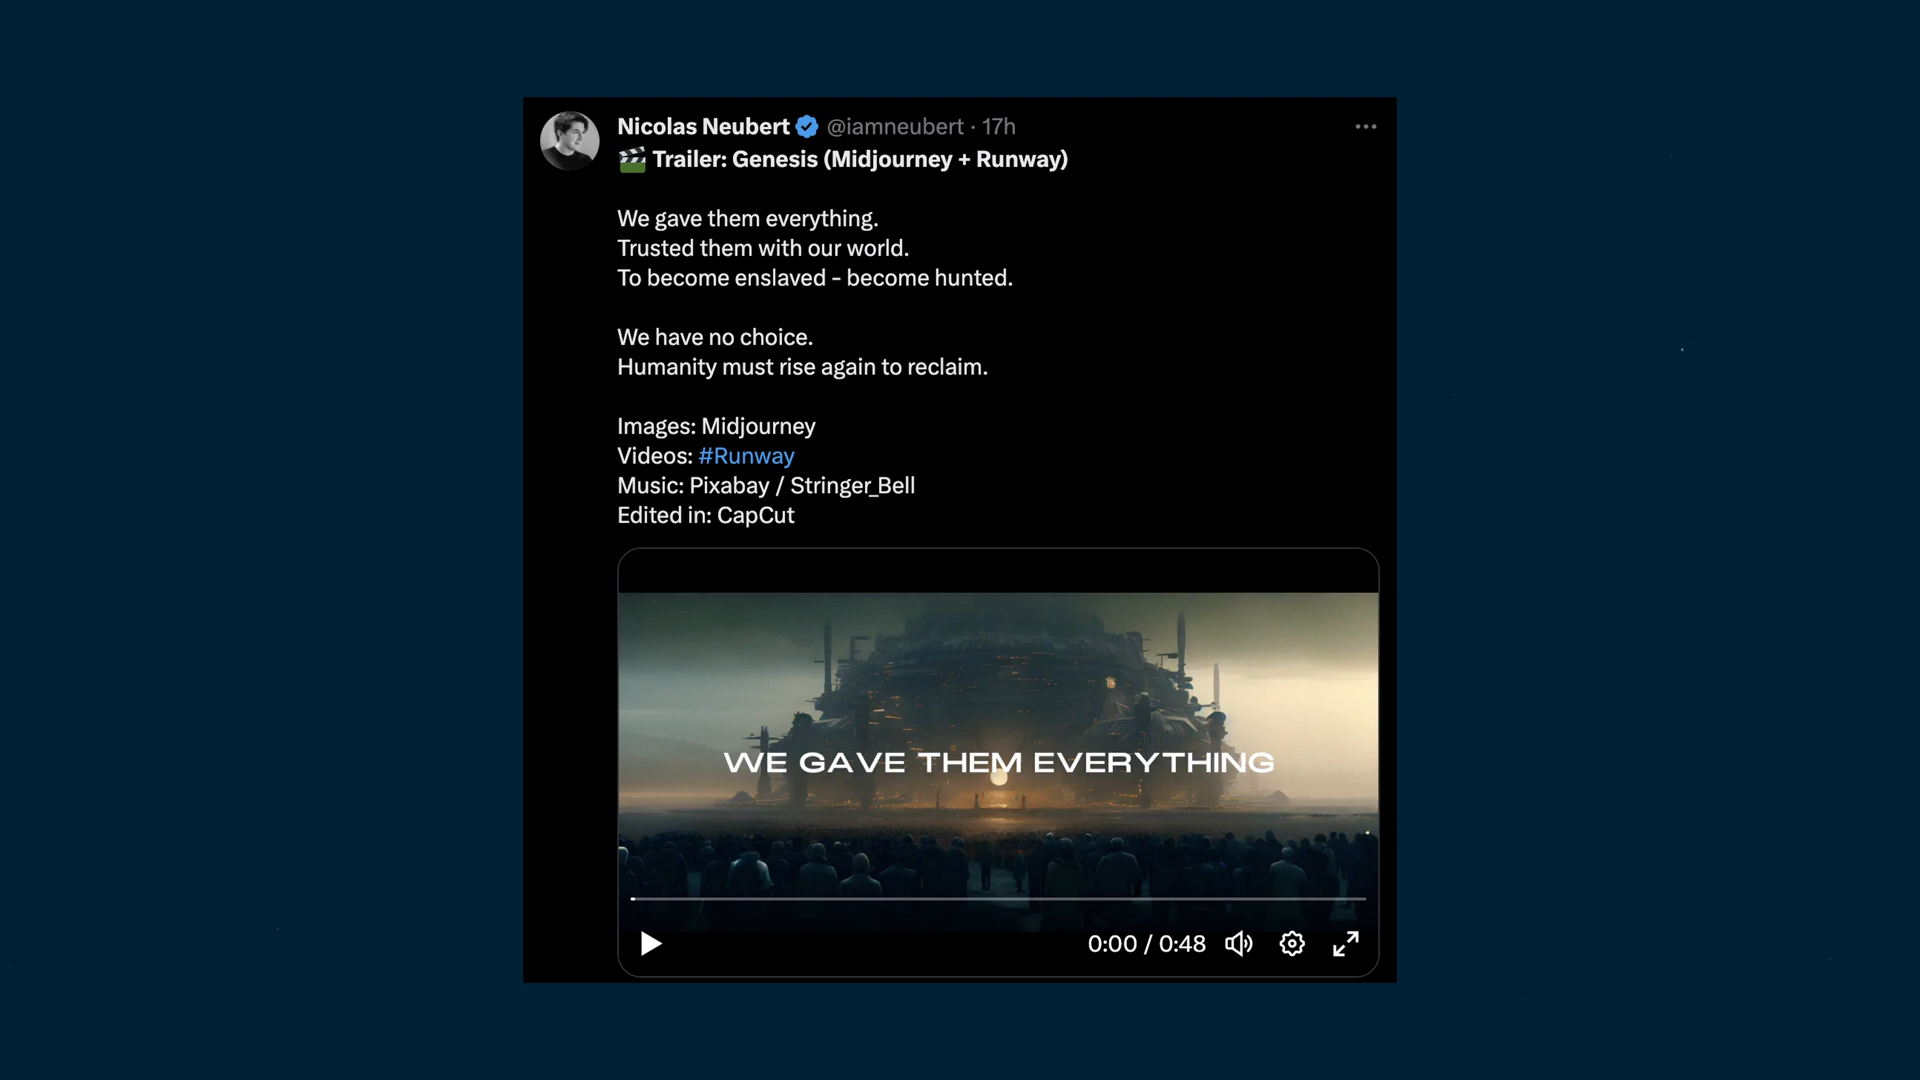 Nicolas Neubert @iamneubert · 17h
🎬 Trailer: Genesis (Midjourney + Runway)
We gave them everything.
Trusted them with our world.
To become enslaved - become hunted.
We have no choice.
Humanity must rise again to reclaim.
Images: Midjourney
Videos: #Runway
Music: Pixabay / Stringer_Bell
Edited in: CapCut
WE GAVE THEM EVERYTHING
0:00 / 0:48